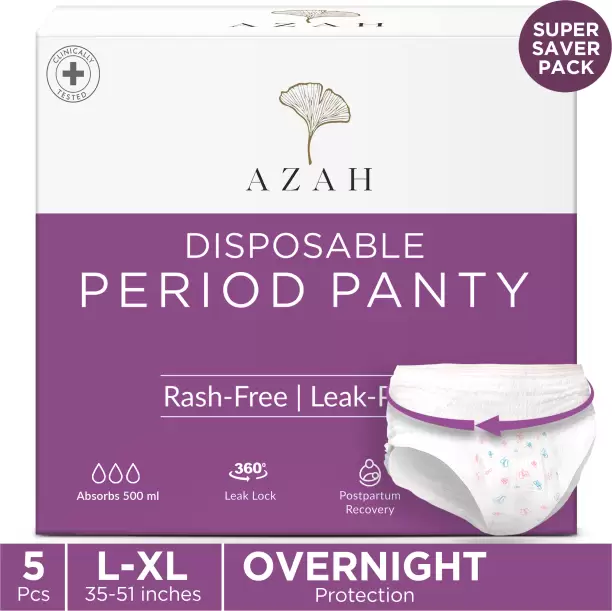 CLINICALLY
TESTED
SUPER
SAVER
PACK
AZAH
DISPOSABLE
PERIOD PANTY
Rash-Free | Leak-
360°
Absorbs 500 ml
Leak Lock
Postpartum
Recovery
5
Pcs
L-XL
35-51 inches
OVERNIGHT
Protection